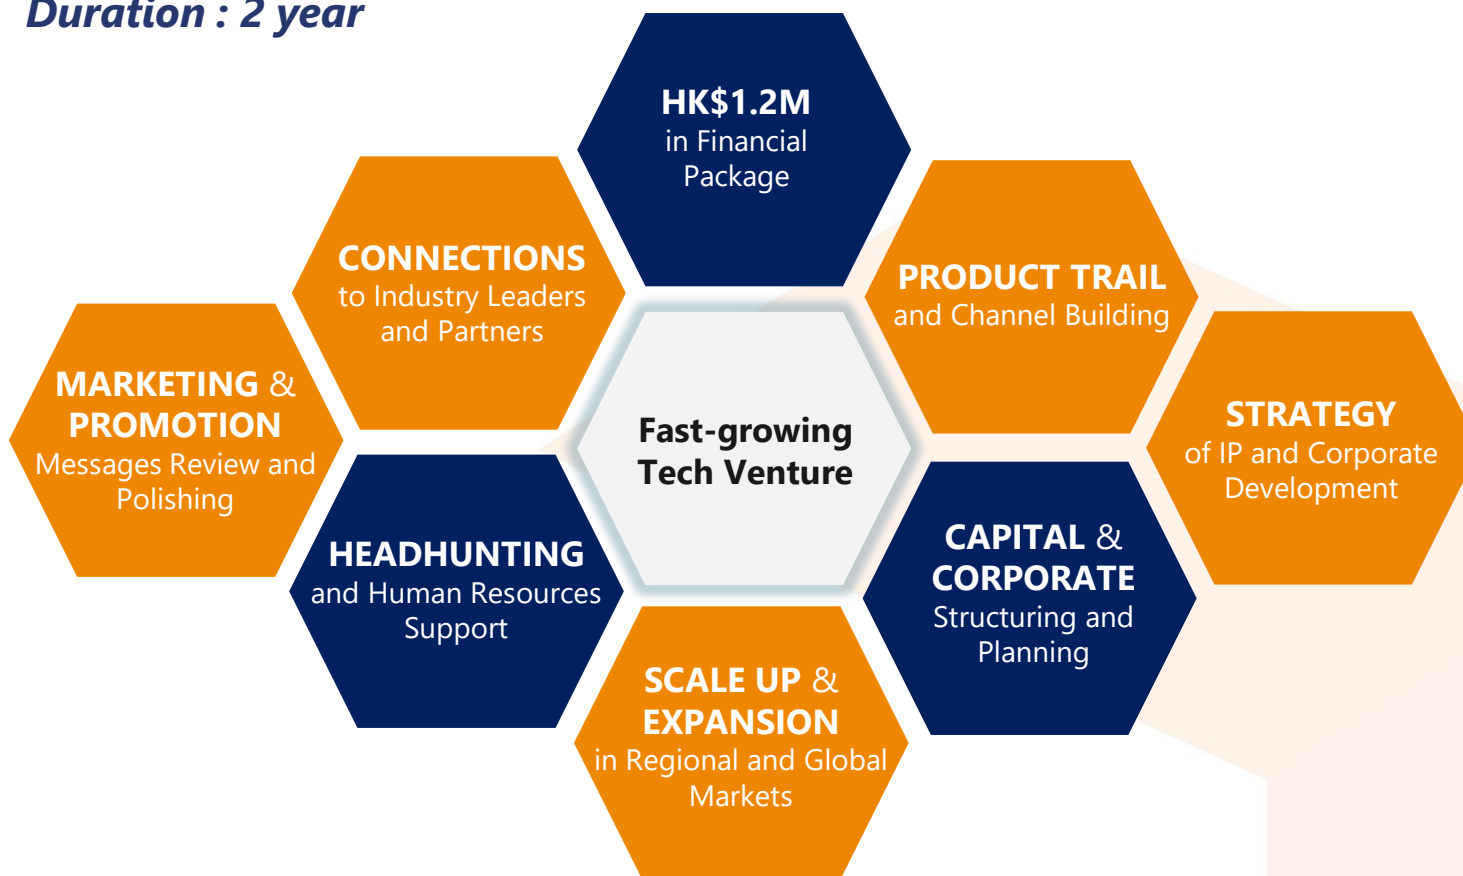 Duration : 2 year
HK$1.2M
in Financial
Package
CONNECTIONS
to Industry Leaders
and Partners
PRODUCT TRAIL
and Channel Building
MARKETING &
PROMOTION
Messages Review and
Polishing
Fast-growing
Tech Venture
STRATEGY
of IP and Corporate
Development
HEADHUNTING
and Human Resources
Support
CAPITAL &
CORPORATE
Structuring and
Planning
SCALE UP &
EXPANSION
in Regional and Global
Markets